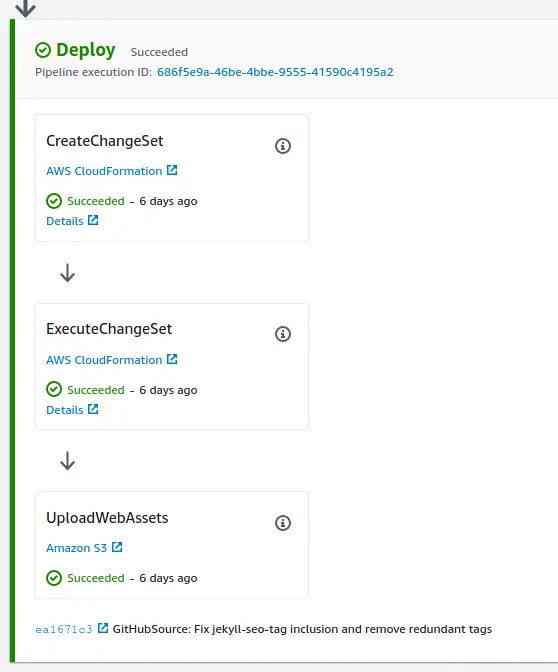 Deploy Succeeded
Pipeline execution ID: 686f5e9a-46be-4bbe-9555-41590c4195a2
CreateChangeSet
AWS CloudFormation
Succeeded - 6 days ago
Details
ExecuteChangeSet
AWS CloudFormation
Succeeded - 6 days ago
Details
UploadWebAssets
Amazon S3
Succeeded - 6 days ago
ea1671c3 GitHubSource: Fix jekyll-seo-tag inclusion and remove redundant tags